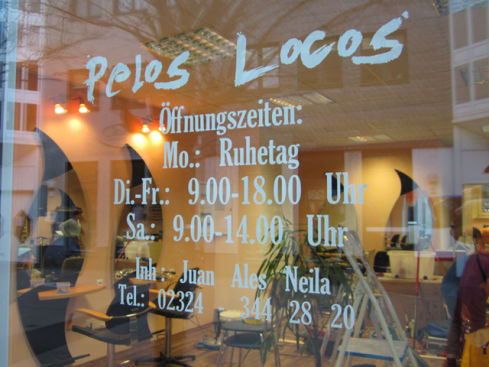 Pelos Locos
Öffnungszeiten:
Mo.: Ruhetag
Di.-Fr.: 9.00-18.00 Uhr
Sa.: 9.00-14.00 Uhr
Inh: Juan Ales Neila
Tel.: 02324 344 28 20